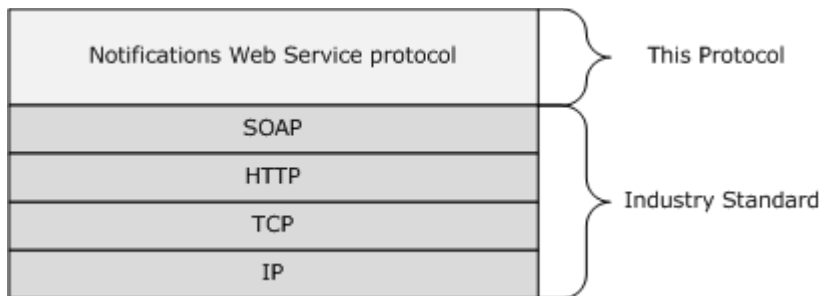 Notifications Web Service protocol
This Protocol
SOAP
HTTP
TCP
IP
Industry Standard